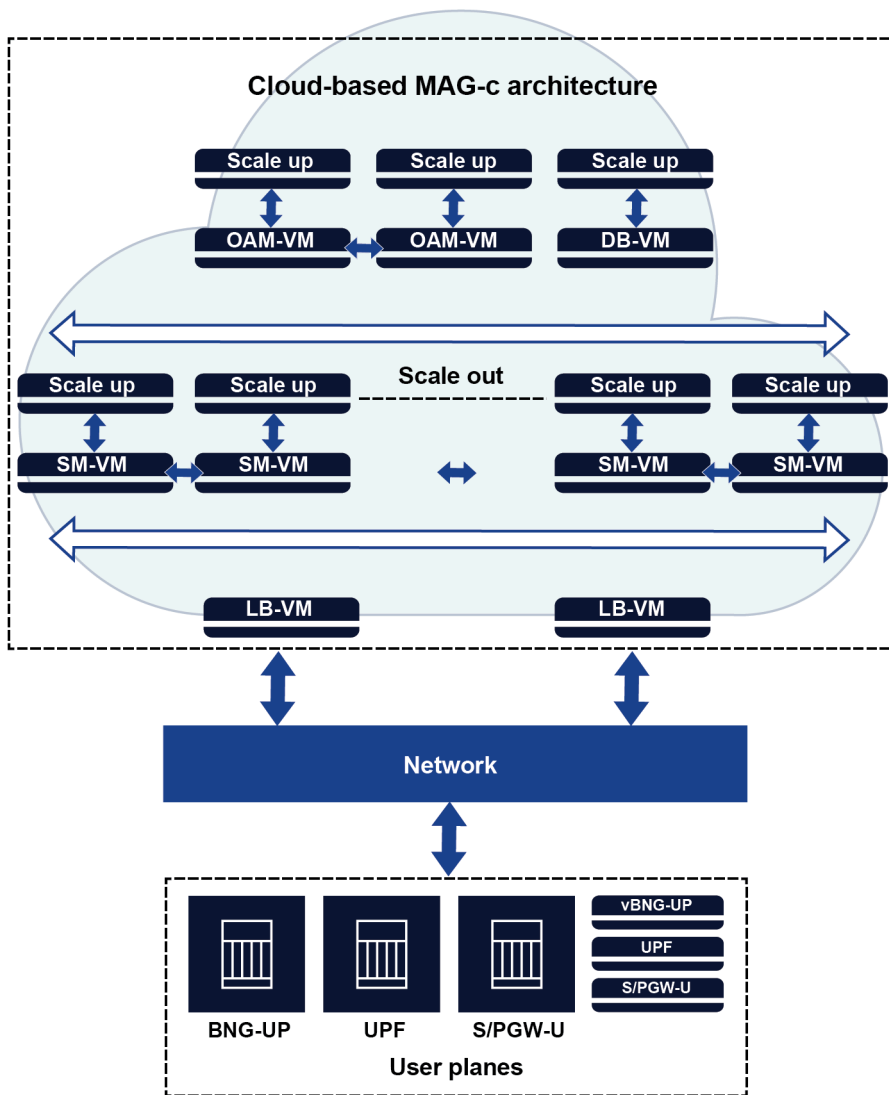 Cloud-based MAG-c architecture
Scale up Scale up Scale up
OAM-VM OAM-VM DB-VM
Scale up Scale up Scale out Scale up Scale up
SM-VM SM-VM SM-VM SM-VM
LB-VM LB-VM
Network
vBNG-UP
UPF
S/PGW-U
BNG-UP UPF S/PGW-U
User planes